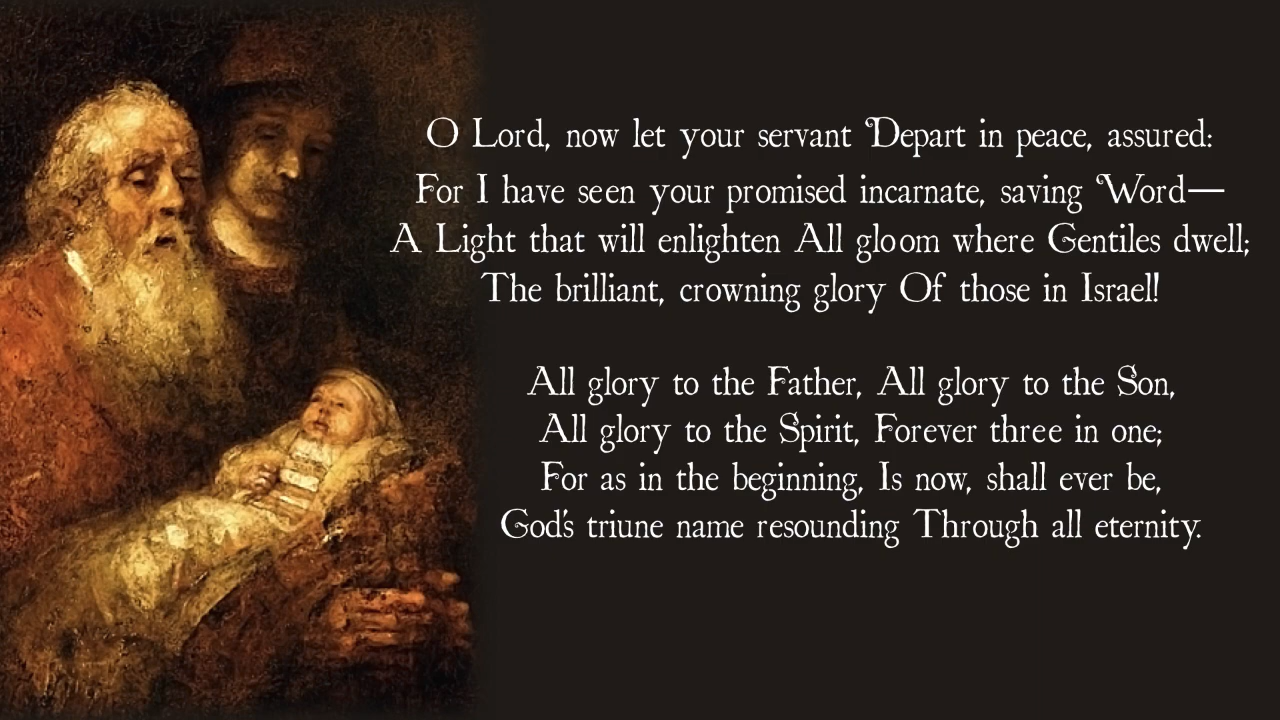 O Lord, now let your servant Depart in peace, assured:
For I have seen your promised incarnate, saving Word—
A Light that will enlighten All gloom where Gentiles dwell;
The brilliant, crowning glory Of those in Israel!
All glory to the Father, All glory to the Son,
All glory to the Spirit, Forever three in one;
For as in the beginning, Is now, shall ever be,
God's triune name resounding Through all eternity.